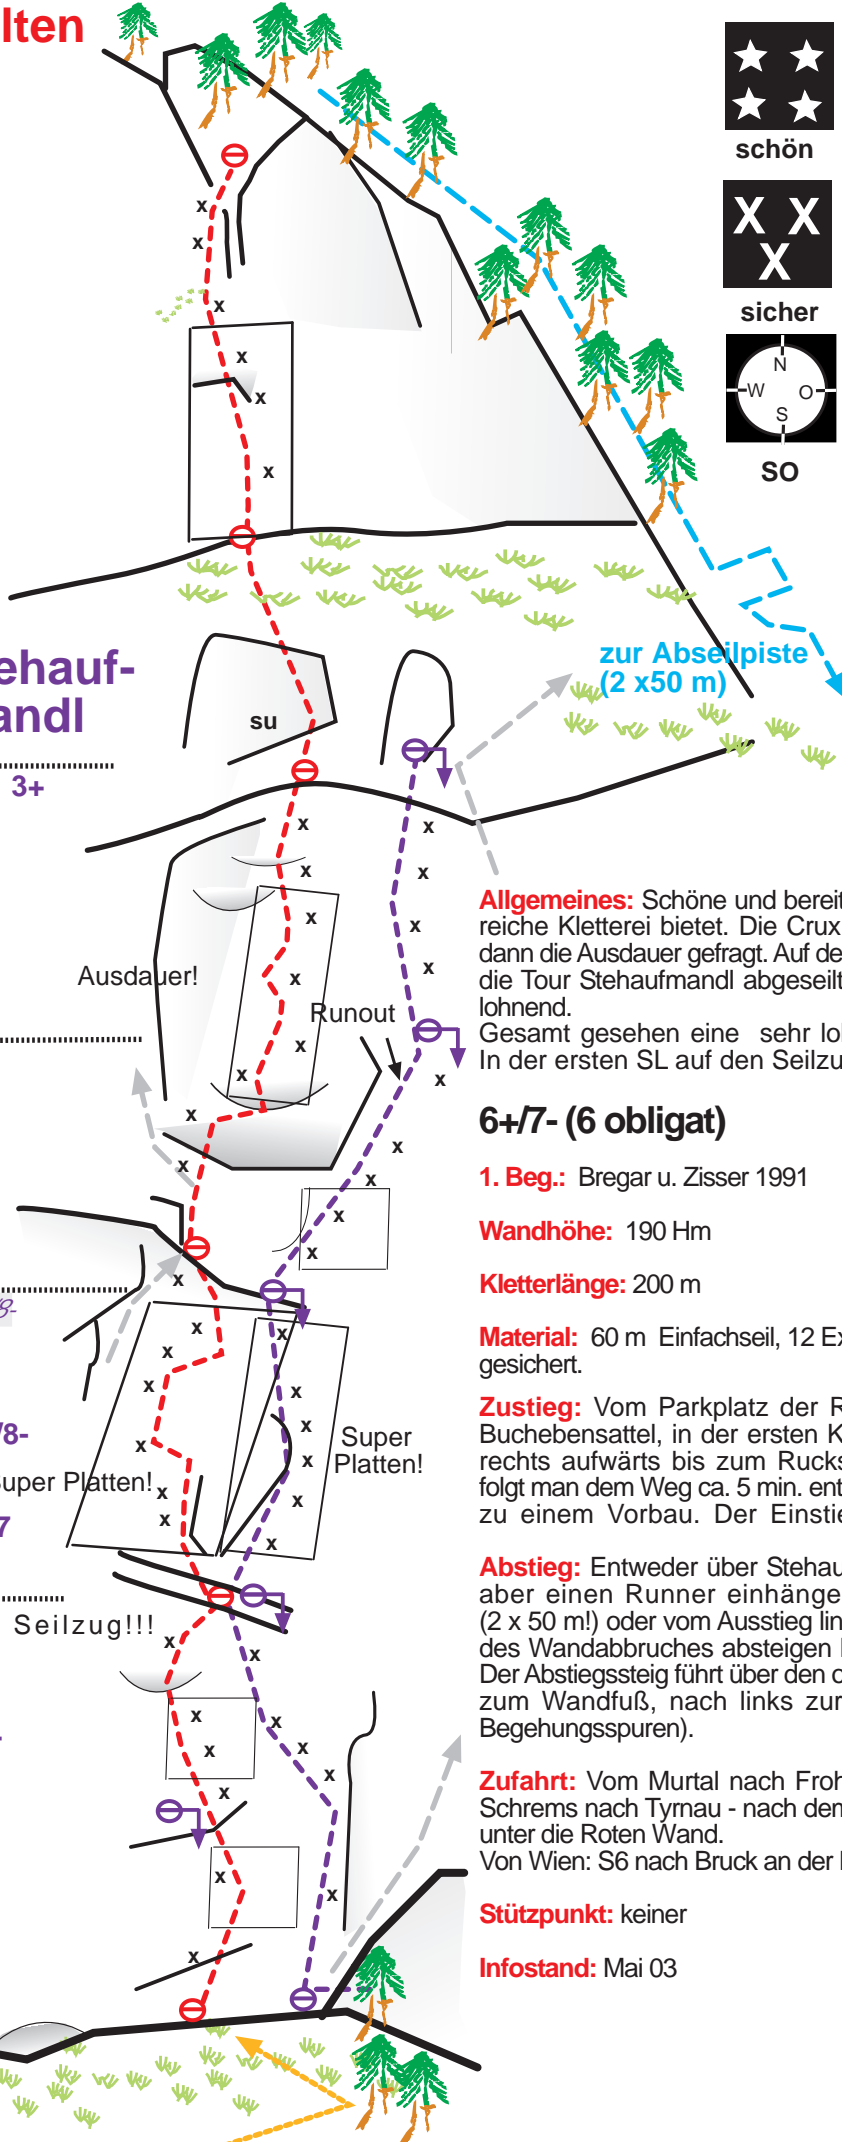 lten
schön
X X
X
sicher
N
W O
S
SO
zur Abseilpiste
(2 x50 m)
ehauf-
andl
su
3+
Ausdauer!
Runout
Allgemeines: Schöne und bereit
reiche Kletterei bietet. Die Crux
dann die Ausdauer gefragt. Auf de
die Tour Stehaufmandl abgeseilt
lohnend.
Gesamt gesehen eine sehr lo
In der ersten SL auf den Seilzu
6+/7- (6 obligat)
1. Beg.: Bregar u. Zisser 1991
Wandhöhe: 190 Hm
Kletterlänge: 200 m
Material: 60 m Einfachseil, 12 Ex
gesichert.
8-
/8-
Super
Platten!
uper Platten!
7
Seilzug!!!
Zustieg: Vom Parkplatz der R
Buchebensattel, in der ersten K
rechts aufwärts bis zum Rucks
folgt man dem Weg ca. 5 min. ent
zu einem Vorbau. Der Einstie
Abstieg: Entweder über Stehau
aber einen Runner einhänge
(2 x 50 m!) oder vom Ausstieg lin
des Wandabbruches absteigen
Der Abstiegssteig führt über den o
zum Wandfuß, nach links zur
Begehungsspuren).
Zufahrt: Vom Murtal nach Froh
Schrems nach Tyrnau - nach dem
unter die Roten Wand.
Von Wien: S6 nach Bruck an der
Stützpunkt: keiner
Infostand: Mai 03